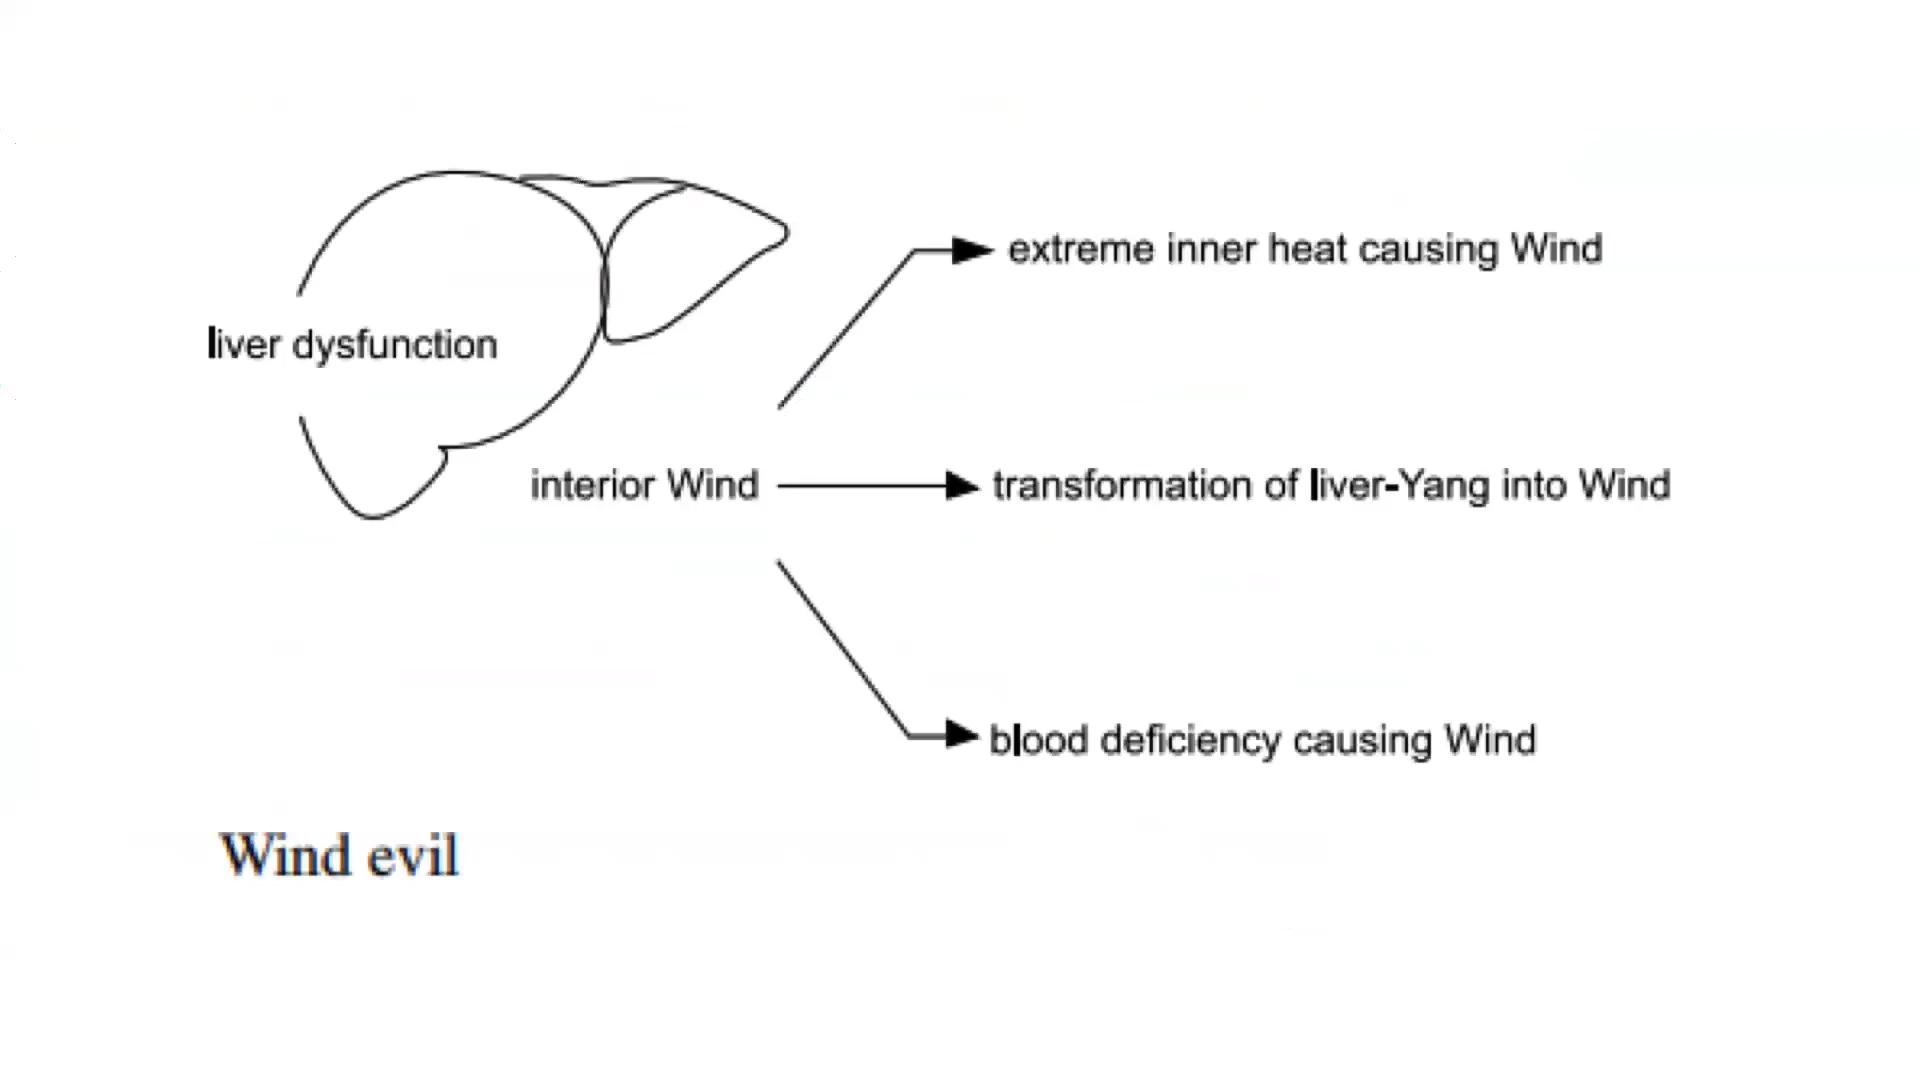 extreme inner heat causing Wind
liver dysfunction
interior Wind
transformation of liver-Yang into Wind
blood deficiency causing Wind
Wind evil